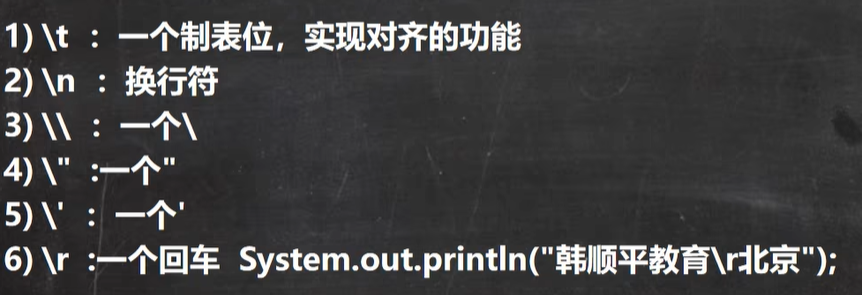 1) \t ：一个制表位，实现对齐的功能
2) \n ：换行符
3) \\ ：一个\
4) \" :一个"
5) \' ：一个'
6) \r :一个回车 System.out.println("韩顺平教育\r北京");